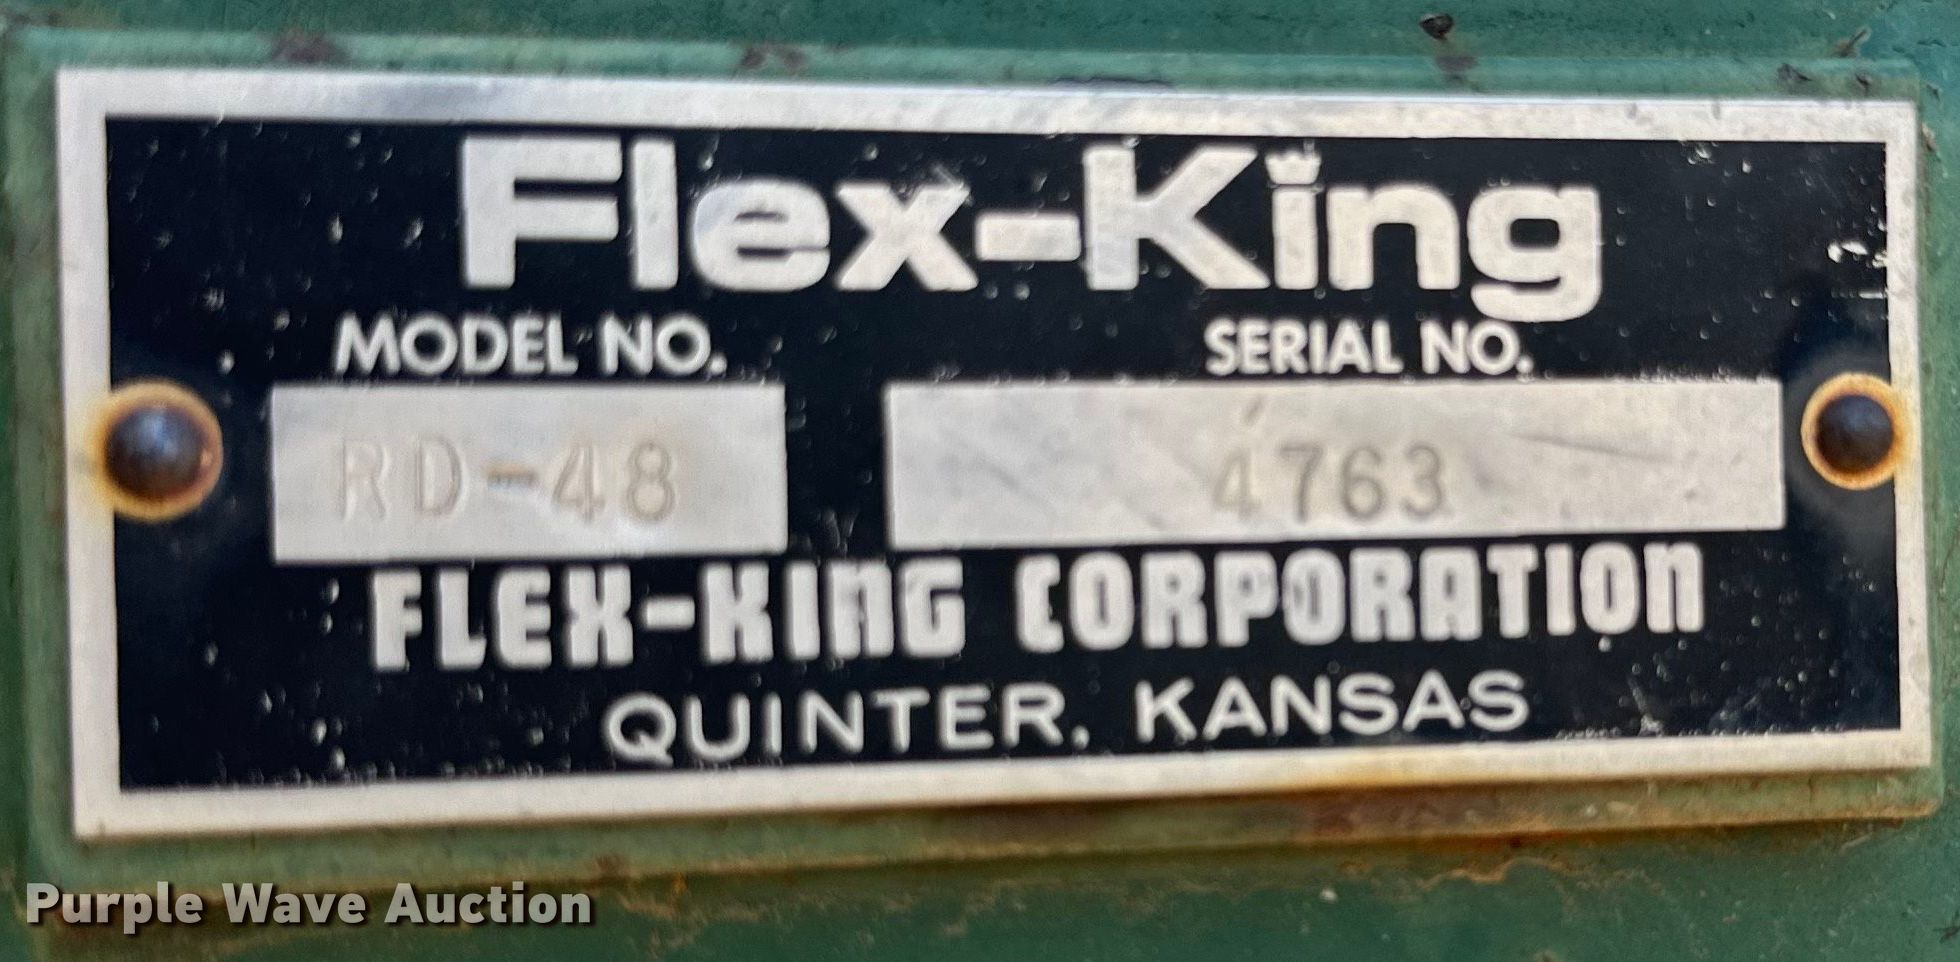 Flex-King
MODEL NO. SERIAL NO.
RD-48 4763
FLEX-KING CORPORATION
QUINTER, KANSAS
Purple Wave Auction